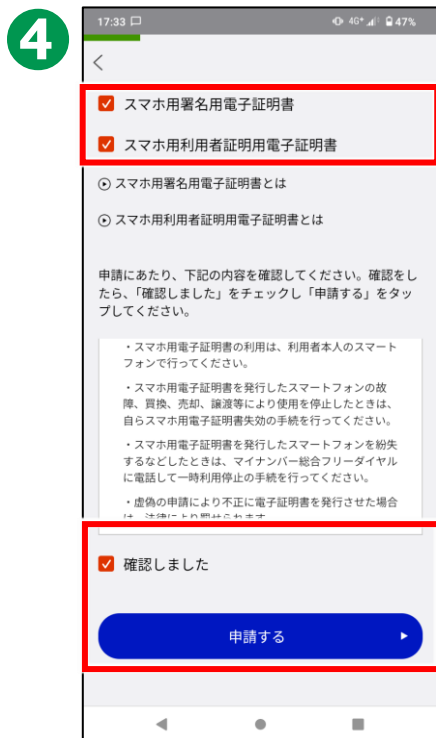 4
17:33 4G+ 47%
スマホ用署名用電子証明書
スマホ用利用者証明用電子証明書
スマホ用署名用電子証明書とは
スマホ用利用者証明用電子証明書とは
申請にあたり、下記の内容を確認してください。確認をし
たら、「確認しました」をチェックし「申請する」をタッ
プしてください。
・スマホ用電子証明書の利用は、利用者本人のスマート
フォンで行ってください。
・スマホ用電子証明書を発行したスマートフォンの故
障、買換、売却、譲渡等により使用を停止したときは、
自らスマホ用電子証明書失効の手続を行ってください。
・スマホ用電子証明書を発行したスマートフォンを紛失
するなどしたときは、マイナンバー総合フリーダイヤル
に電話して一時利用停止の手続を行ってください。
・虚偽の申請により不正に電子証明書を発行させた場合
は、法律により罰せられます
確認しました
申請する